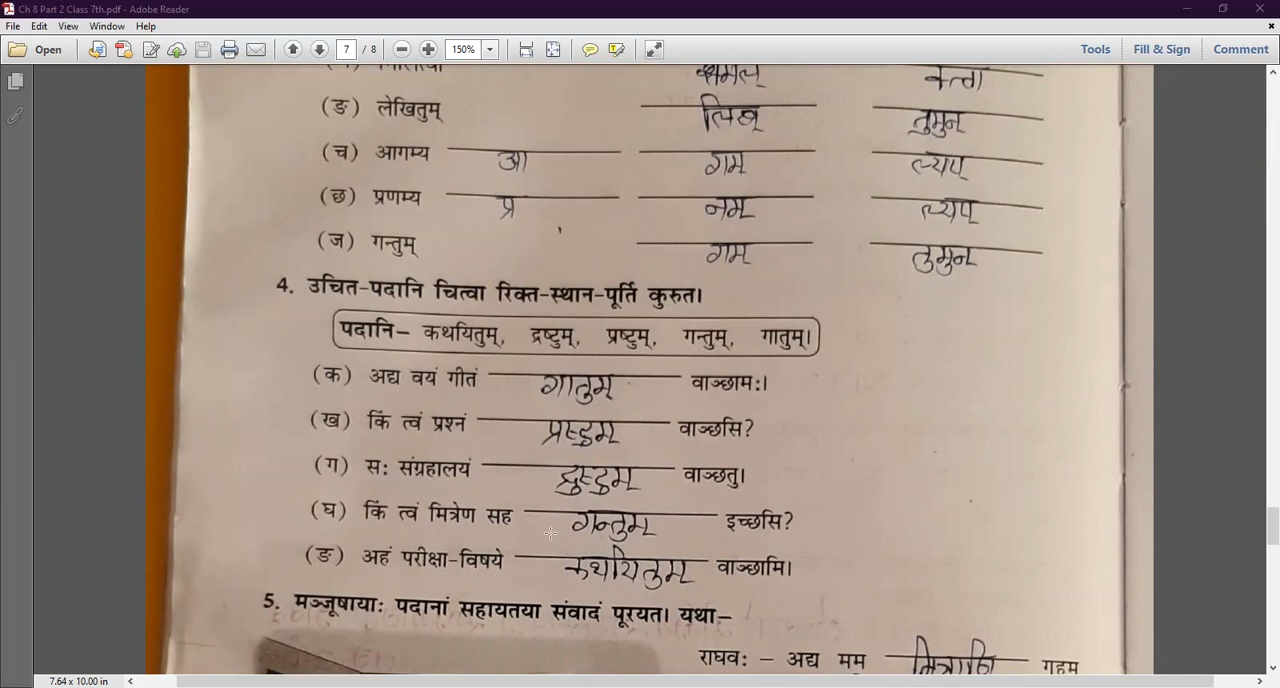 Ch 8 Part 2 Class 7th.pdf - Adobe Reader
File Edit View Window Help
Open 7 / 8 150% Tools Fill & Sign Comment
क्त्वा
(ङ) लेखितुम् लिख् तुमुन्
(च) आगम्य आ गम् ल्यप्
(छ) प्रणम्य प्र नम् ल्यप्
(ज) गन्तुम् गम् तुमुन्
4. उचित-पदानि चित्वा रिक्त-स्थान-पूर्ति कुरुत।
पदानि– कथयितुम्, द्रष्टुम्, प्रष्टुम्, गन्तुम्, गातुम्।
(क) अद्य वयं गीतं गातुम् वाञ्छामः।
(ख) किं त्वं प्रश्नं प्रष्टुम् वाञ्छसि?
(ग) सः संग्रहालयं द्रुष्टुम् वाञ्छतु।
(घ) किं त्वं मित्रेण सह गन्तुम् इच्छसि?
(ङ) अहं परीक्षा-विषये कथयितुम् वाञ्छामि।
5. मञ्जूषायाः पदानां सहायतया संवादं पूरयत। यथा–
राघवः – अद्य मम मित्राणि गृहम्
7.64 x 10.00 in